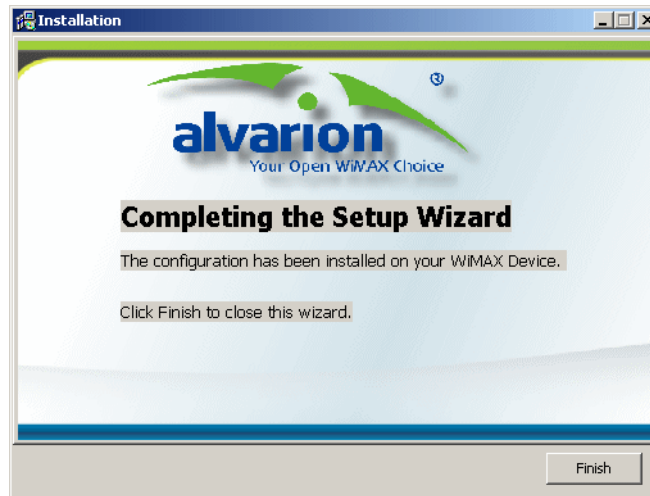 Installation
®
alvarion
Your Open WiMAX Choice
Completing the Setup Wizard
The configuration has been installed on your WiMAX Device.
Click Finish to close this wizard.
Finish